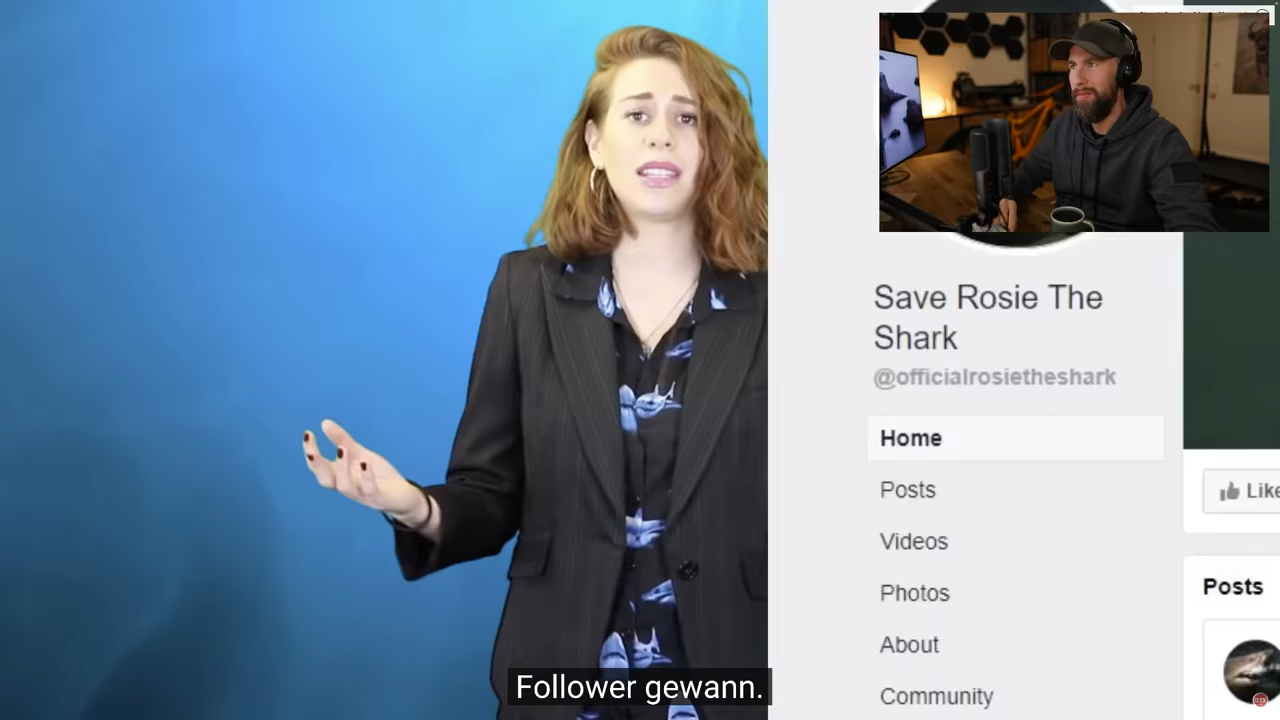 Save Rosie The
Shark
@officialrosietheshark
Home
Posts
Videos
Photos
About
Community
Like
Posts
Follower gewann.